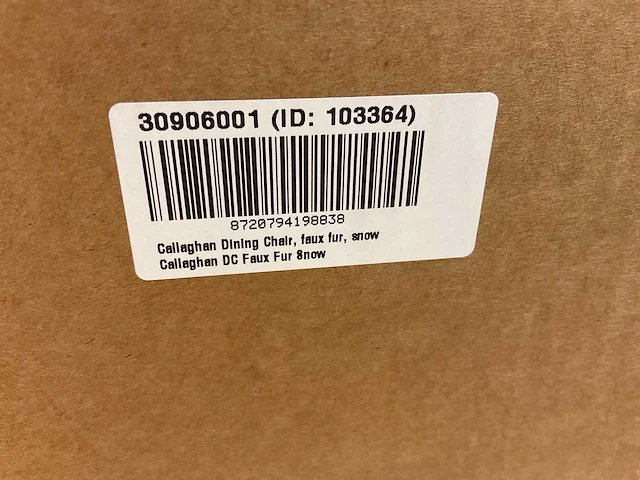 30906001 (ID: 103364)
8720794198838
Callaghan Dining Chair, faux fur, snow
Callaghan DC Faux Fur Snow